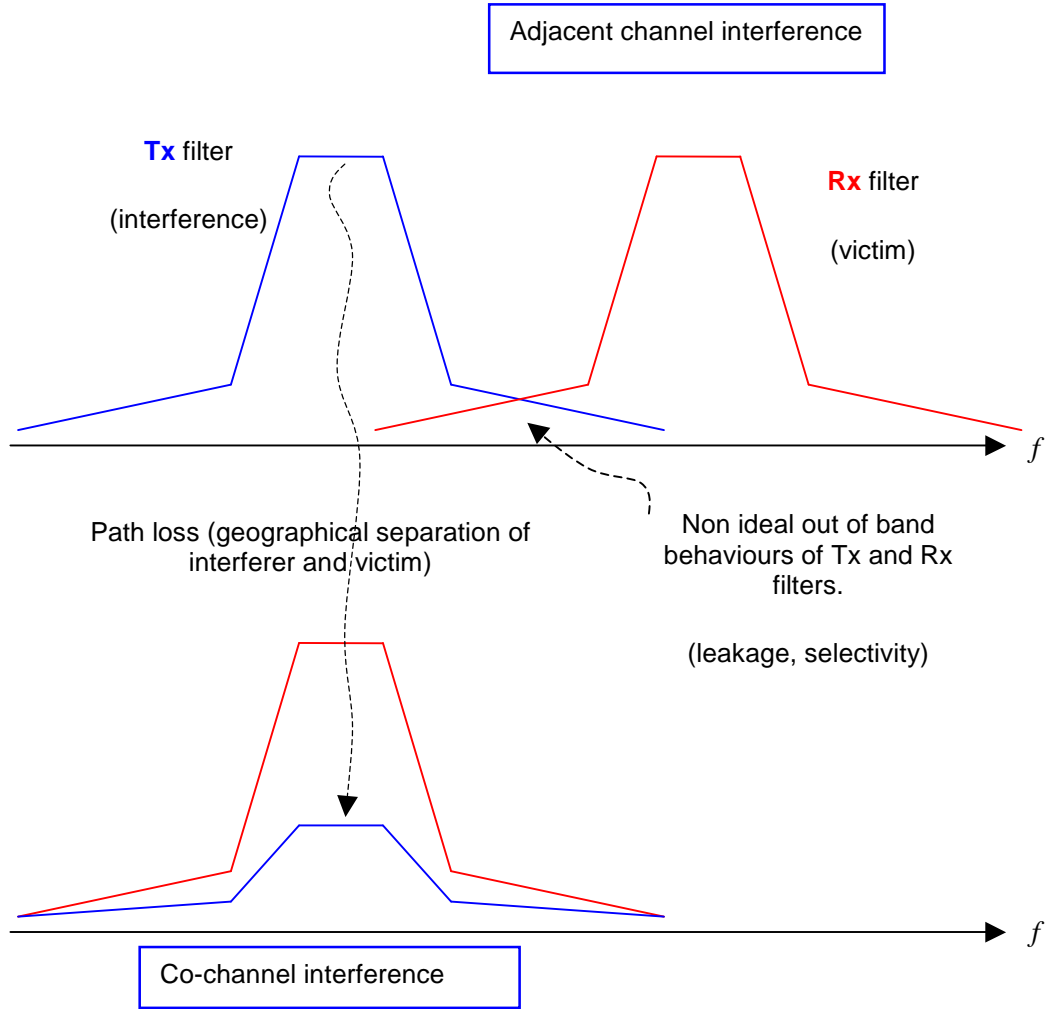 Adjacent channel interference
Tx filter
(interference)
Rx filter
(victim)
f
Path loss (geographical separation of
interferer and victim)
Non ideal out of band
behaviours of Tx and Rx
filters.
(leakage, selectivity)
f
Co-channel interference